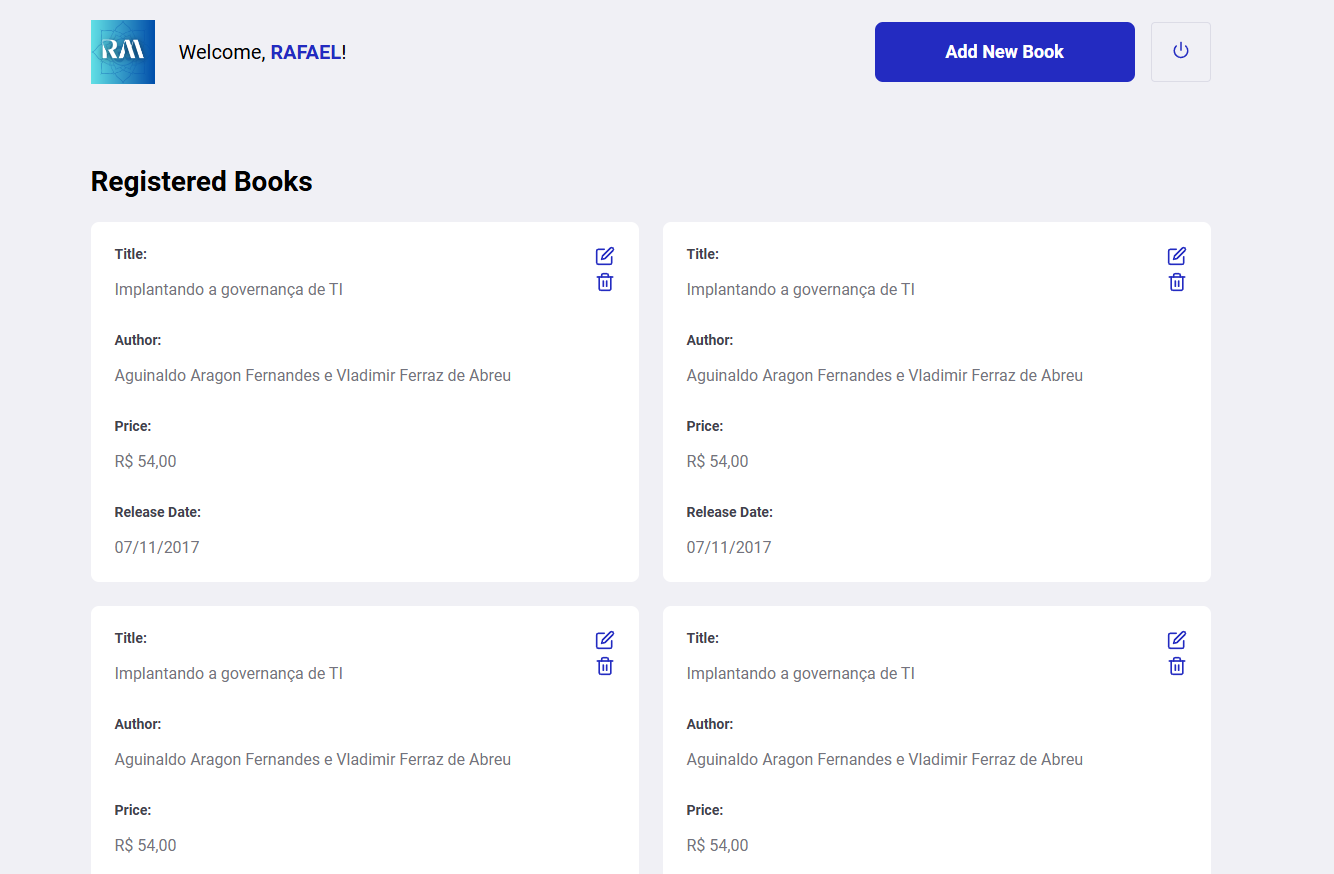 RM
Welcome, RAFAEL!
Add New Book
Registered Books
Title:
Implantando a governança de TI
Author:
Aguinaldo Aragon Fernandes e Vladimir Ferraz de Abreu
Price:
R$ 54,00
Release Date:
07/11/2017
Title:
Implantando a governança de TI
Author:
Aguinaldo Aragon Fernandes e Vladimir Ferraz de Abreu
Price:
R$ 54,00
Release Date:
07/11/2017
Title:
Implantando a governança de TI
Author:
Aguinaldo Aragon Fernandes e Vladimir Ferraz de Abreu
Price:
R$ 54,00
Title:
Implantando a governança de TI
Author:
Aguinaldo Aragon Fernandes e Vladimir Ferraz de Abreu
Price:
R$ 54,00